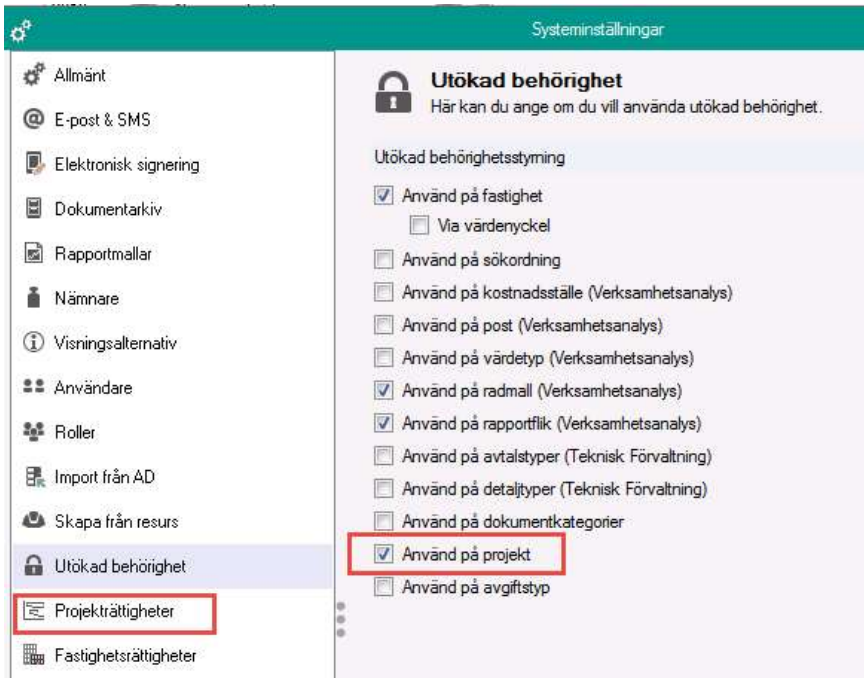 Systeminställningar
Allmänt
E-post & SMS
Elektronisk signering
Dokumentarkiv
Rapportmallar
Nämnare
Visningsalternativ
Användare
Roller
Import från AD
Skapa från resurs
Utökad behörighet
Projekträttigheter
Fastighetsrättigheter
Utökad behörighet
Här kan du ange om du vill använda utökad behörighet.
Utökad behörighetsstyrning
Använd på fastighet
Via värdenyckel
Använd på sökordning
Använd på kostnadsställe (Verksamhetsanalys)
Använd på post (Verksamhetsanalys)
Använd på värdetyp (Verksamhetsanalys)
Använd på radmall (Verksamhetsanalys)
Använd på rapportflik (Verksamhetsanalys)
Använd på avtalstyper (Teknisk Förvaltning)
Använd på detaljtyper (Teknisk Förvaltning)
Använd på dokumentkategorier
Använd på projekt
Använd på avgiftstyp